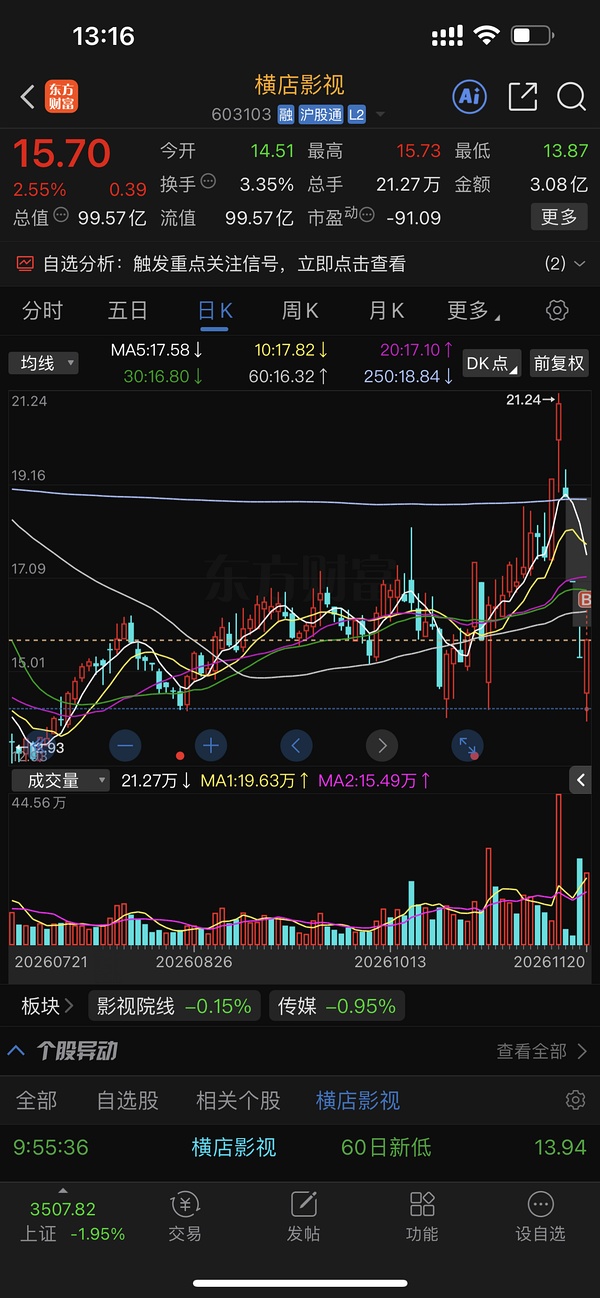 13:16
东方
财富
横店影视
Ai
603103 融 沪股通 L2
15.70 今开 14.51 最高 15.73 最低 13.87
2.55% 0.39 换手 3.35% 总手 21.27万 金额 3.08亿
总值 99.57亿 流值 99.57亿 市盈动 -91.09 更多
自选分析：触发重点关注信号，立即点击查看 (2)
分时 五日 日K 周K 月K 更多
均线 MA5:17.58↓ 10:17.82↓ 20:17.10↑ DK点 前复权
30:16.80↓ 60:16.32↑ 250:18.84↓
21.24 21.24→
19.16
17.09
东方财富
B
15.01
←12.93
12.93
成交量 21.27万↓ MA1:19.63万↑ MA2:15.49万↑
44.56万
20260721 20260826 20261013 20261120
板块 影视院线 -0.15% 传媒 -0.95%
个股异动 查看全部
全部 自选股 相关个股 横店影视
9:55:36 横店影视 60日新低 13.94
3507.82
上证 -1.95% 交易 发帖 功能 设自选